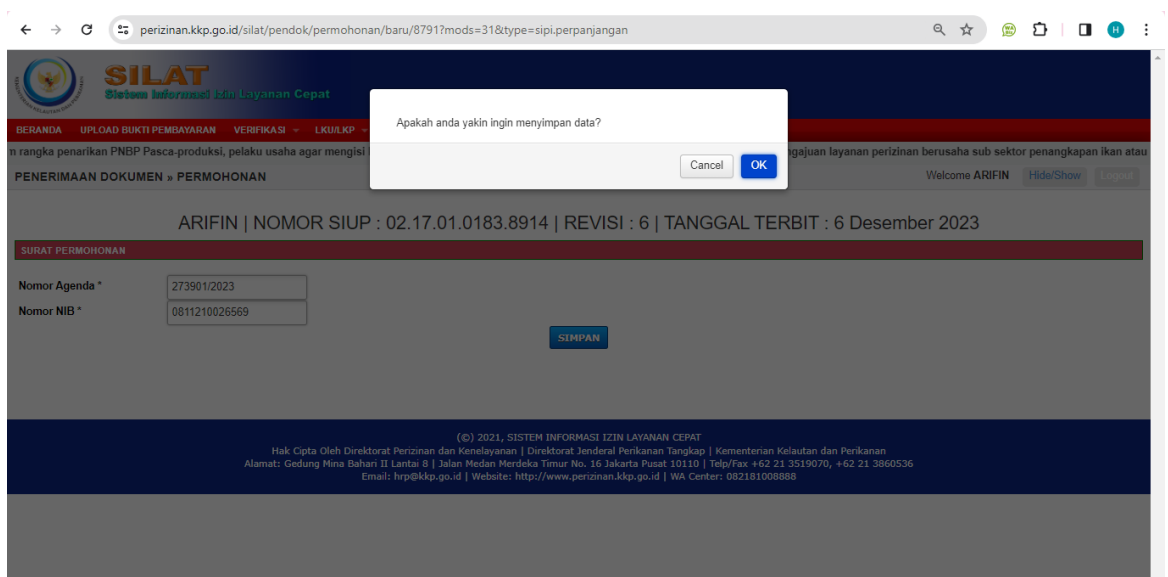 perizinan.kkp.go.id/silat/pendok/permohonan/baru/8791?mods=31&type=sipi.perpanjangan
H
SILAT
Sistem Informasi Izin Layanan Cepat
Apakah anda yakin ingin menyimpan data?
Cancel OK
BERANDA UPLOAD BUKTI PEMBAYARAN VERIFIKASI LKU/LKP
n rangka penarikan PNBP Pasca-produksi, pelaku usaha agar mengisi ngajuan layanan perizinan berusaha sub sektor penangkapan ikan atau
PENERIMAAN DOKUMEN » PERMOHONAN Welcome ARIFIN Hide/Show Logout
ARIFIN | NOMOR SIUP : 02.17.01.0183.8914 | REVISI : 6 | TANGGAL TERBIT : 6 Desember 2023
SURAT PERMOHONAN
Nomor Agenda * 273901/2023
Nomor NIB * 0811210026569
SIMPAN
(©) 2021, SISTEM INFORMASI IZIN LAYANAN CEPAT
Hak Cipta Oleh Direktorat Perizinan dan Kenelayanan | Direktorat Jenderal Perikanan Tangkap | Kementerian Kelautan dan Perikanan
Alamat: Gedung Mina Bahari II Lantai 8 | Jalan Medan Merdeka Timur No. 16 Jakarta Pusat 10110 | Telp/Fax +62 21 3519070, +62 21 3860536
Email: hrp@kkp.go.id | Website: http://www.perizinan.kkp.go.id | WA Center: 082181008888